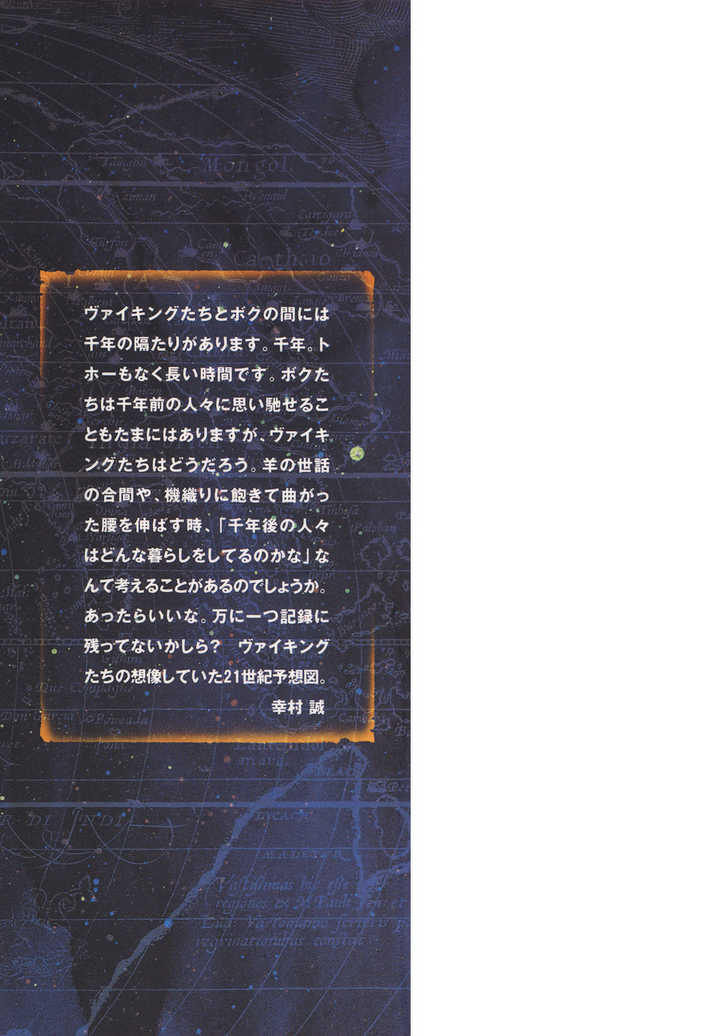 Mongol
ヴァイキングたちとボクの間には
千年の隔たりがあります。千年。ト
ホーもなく長い時間です。ボクた
ちは千年前の人々に思い馳せるこ
ともたまにはありますが、ヴァイキ
ングたちはどうだろう。羊の世話
の合間や、機織りに飽きて曲がっ
た腰を伸ばす時、「千年後の人々
はどんな暮らしをしてるのかな」な
んて考えることがあるのでしょうか。
あったらいいな。万に一つ記録に
残ってないかしら?　ヴァイキング
たちの想像していた21世紀予想図。
幸村 誠